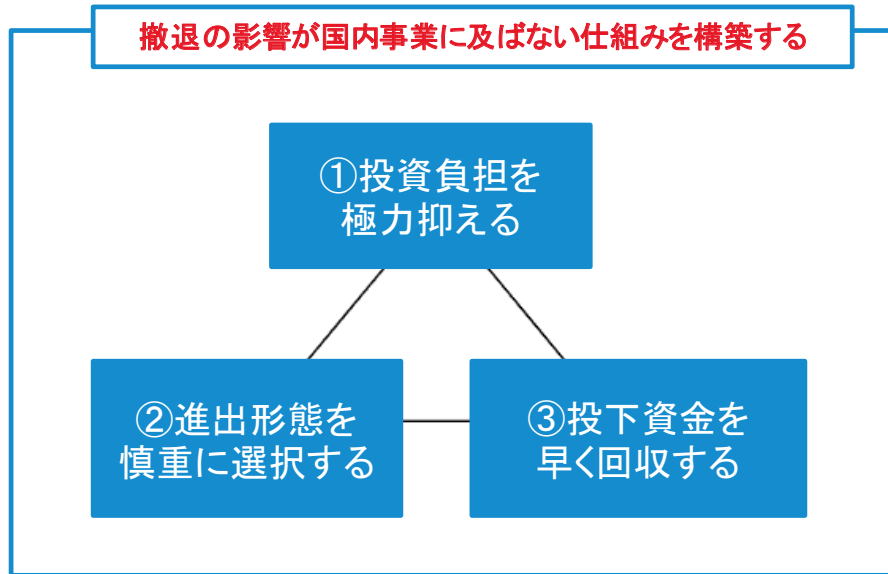 撤退の影響が国内事業に及ばない仕組みを構築する
①投資負担を
極力抑える
②進出形態を
慎重に選択する
③投下資金を
早く回収する